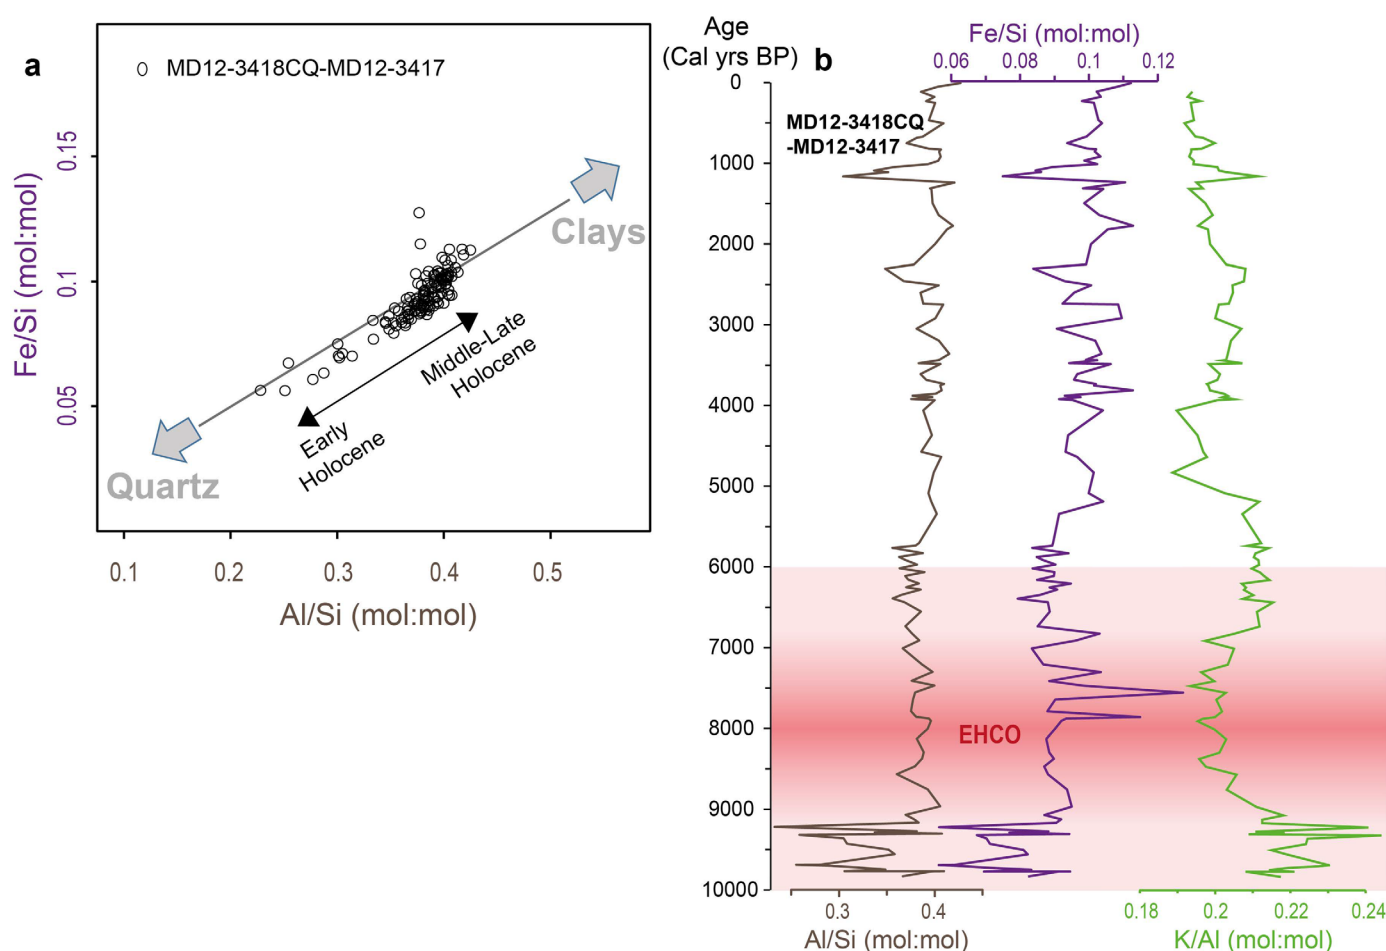 a
MD12-3418CQ-MD12-3417
Fe/Si (mol:mol)
0.15
0.1
0.05
Clays
Quartz
Middle-Late
Holocene
Early
Holocene
0.1 0.2 0.3 0.4 0.5
Al/Si (mol:mol)
Age
(Cal yrs BP)
b
Fe/Si (mol:mol)
0.06 0.08 0.1 0.12
MD12-3418CQ
-MD12-3417
0
1000
2000
3000
4000
5000
6000
7000
8000
9000
10000
EHCO
0.3 0.4
Al/Si (mol:mol)
0.18 0.2 0.22 0.24
K/Al (mol:mol)